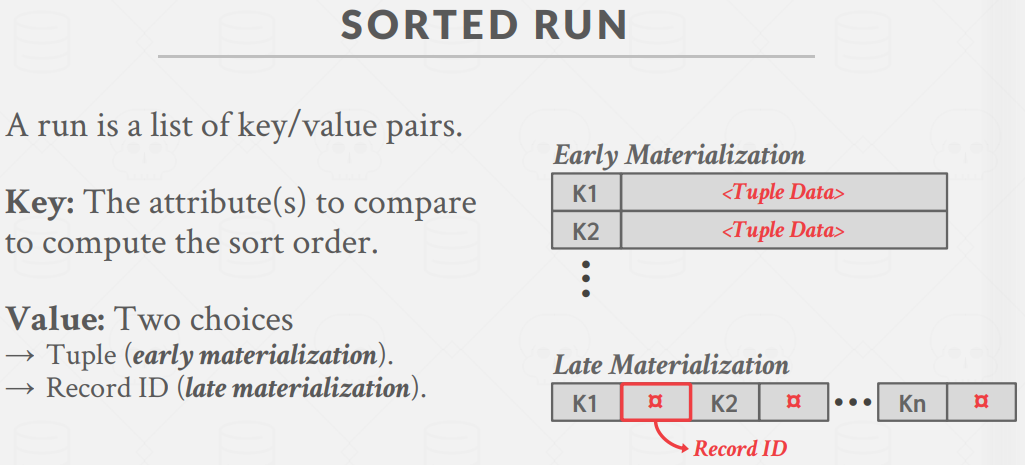 SORTED RUN
A run is a list of key/value pairs.
Key: The attribute(s) to compare
to compute the sort order.
Value: Two choices
→ Tuple (early materialization).
→ Record ID (late materialization).
Early Materialization
K1 <Tuple Data>
K2 <Tuple Data>
Late Materialization
K1 ¤ K2 ¤ ••• Kn ¤
Record ID